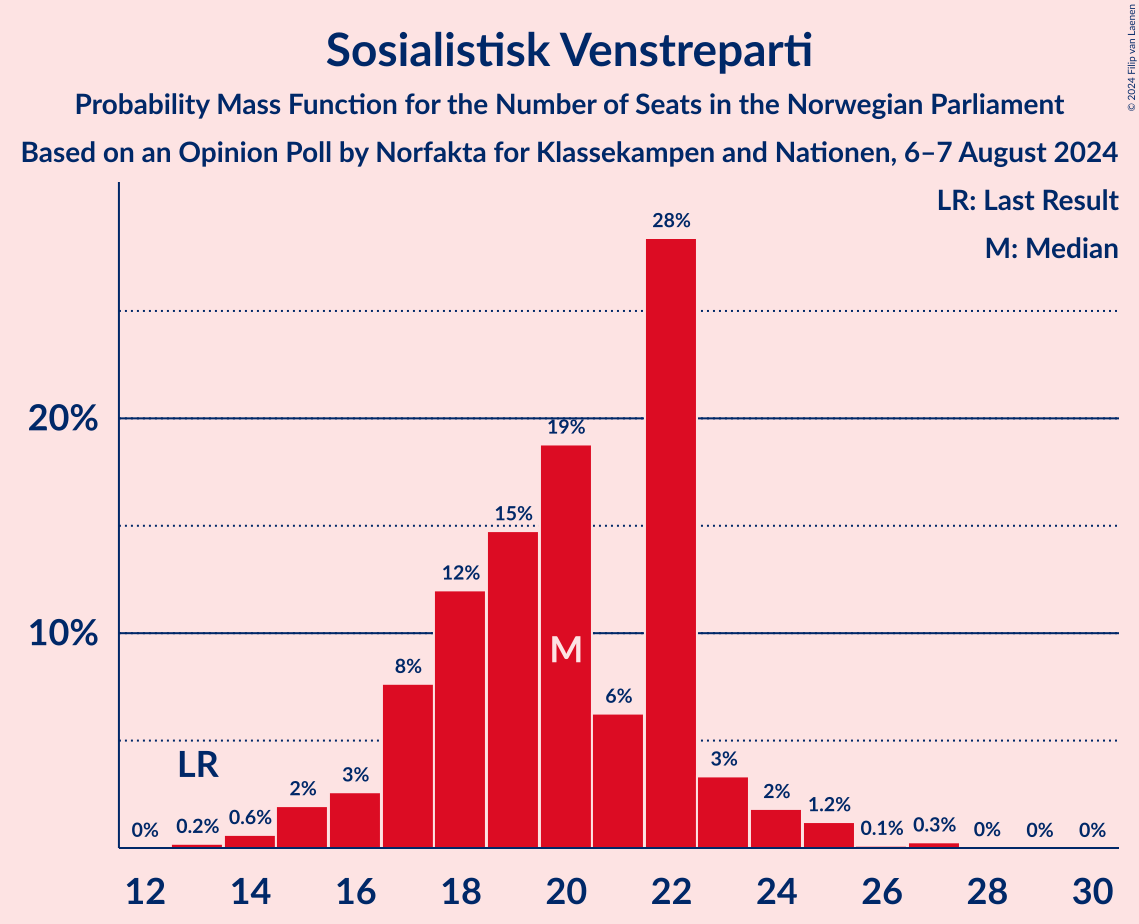 Sosialistisk Venstreparti
Probability Mass Function for the Number of Seats in the Norwegian Parliament
Based on an Opinion Poll by Norfakta for Klassekampen and Nationen, 6–7 August 2024
© 2024 Filip van Laenen
LR: Last Result
M: Median
28%
20%
19%
15%
12%
10%
M
8%
6%
LR
3%
3%
2%
2%
1.2%
0.6%
0.3%
0.2%
0.1%
0%
0%
0%
0%
12 14 16 18 20 22 24 26 28 30